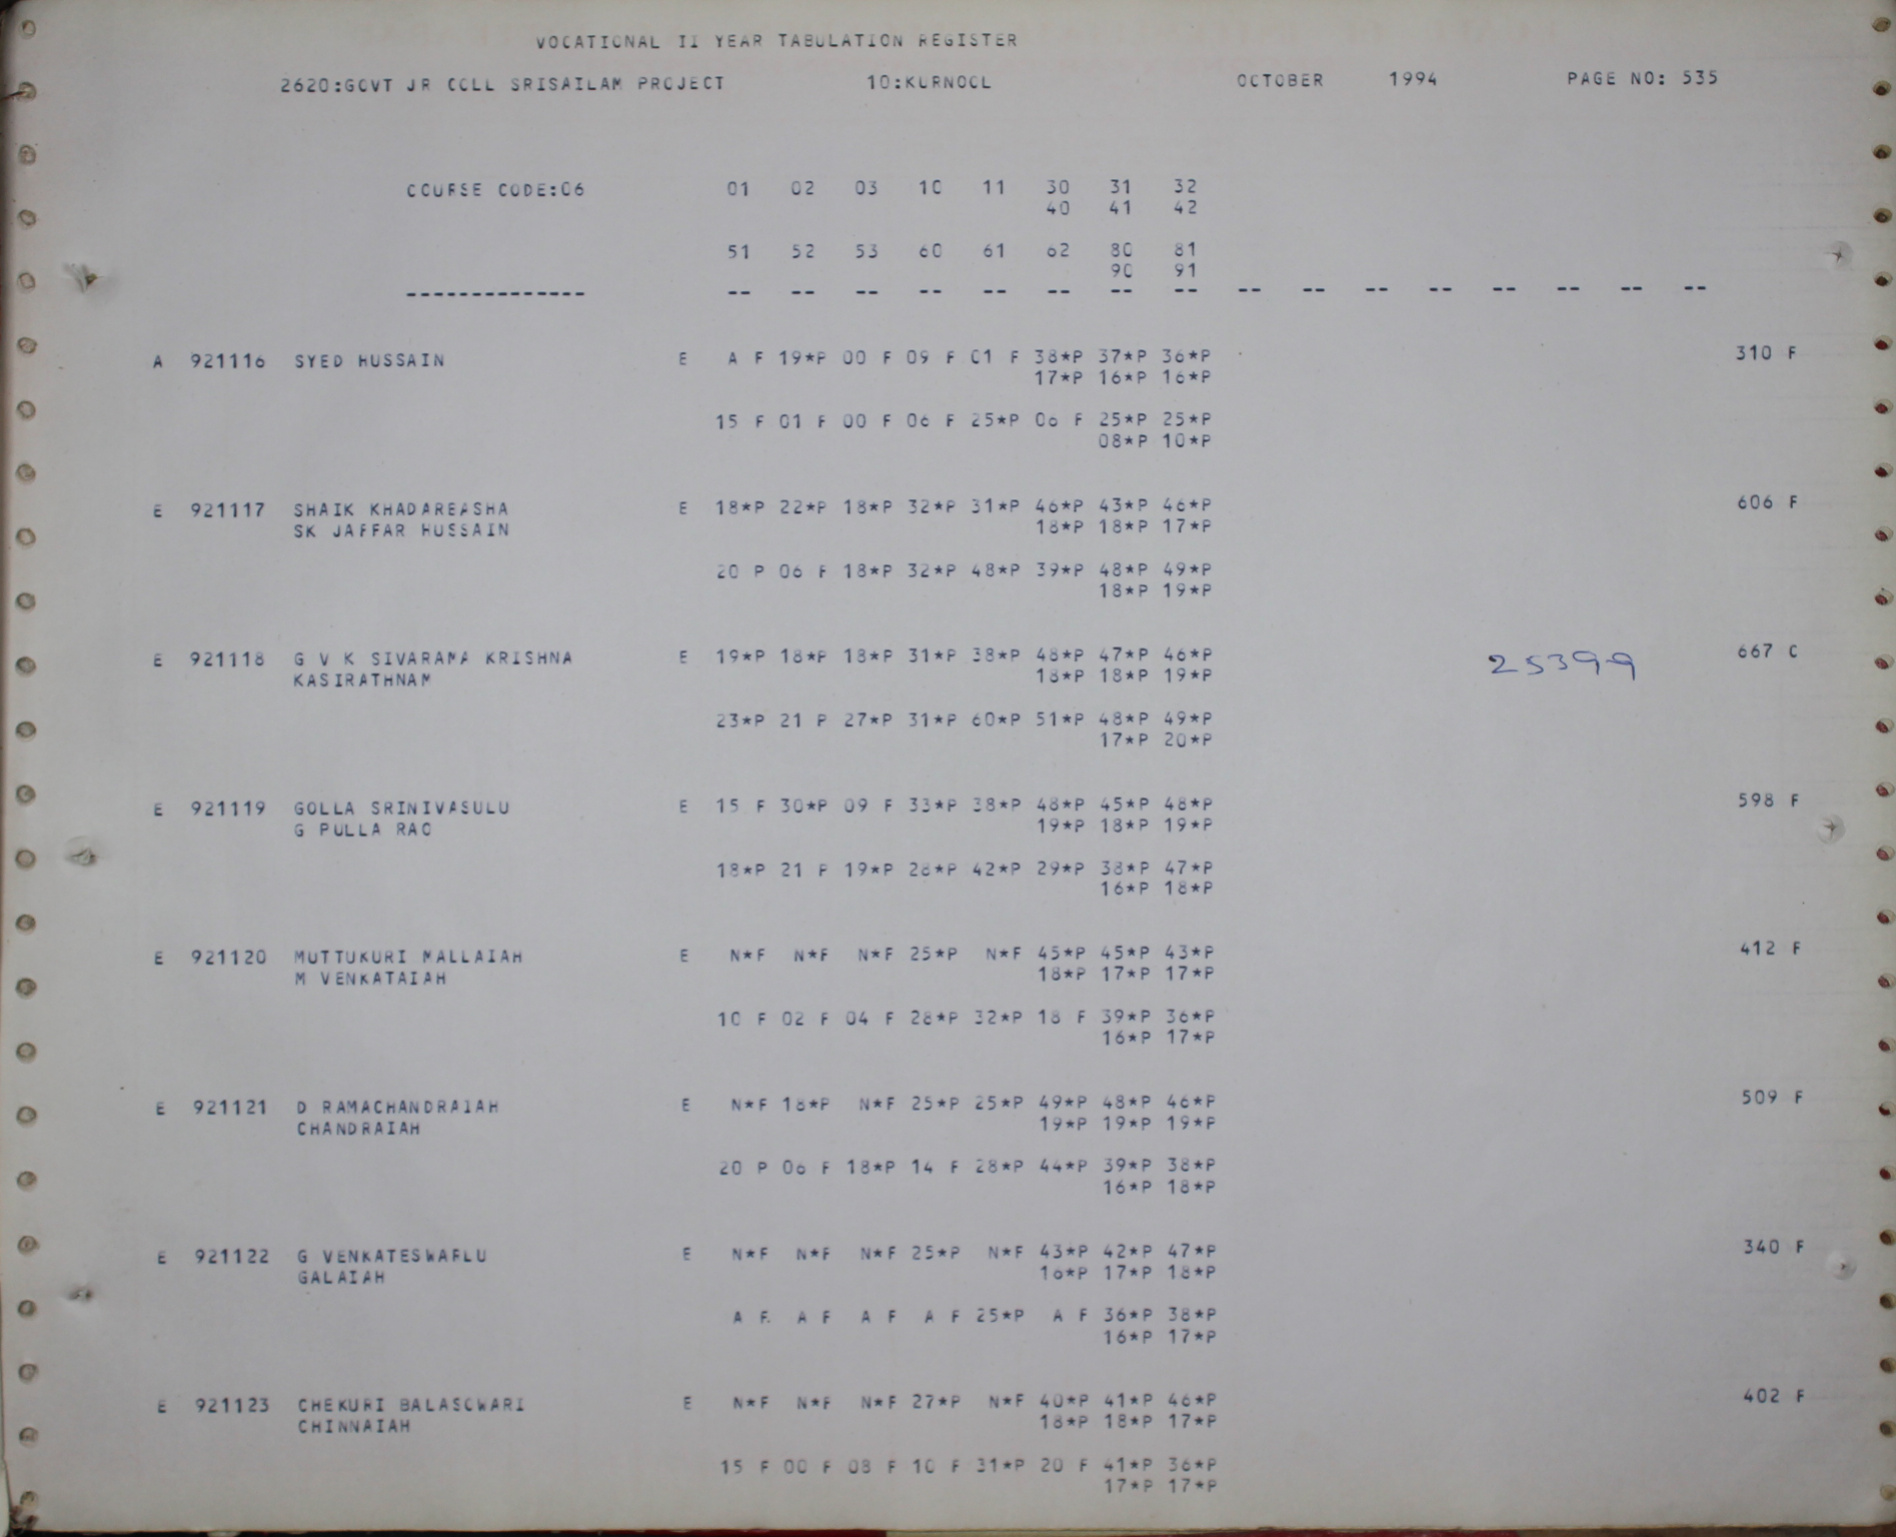 VOCATIONAL II YEAR TABULATION REGISTER
2620:GOVT JR COLL SRISAILAM PROJECT 10:KURNOOL OCTOBER 1994 PAGE NO: 535
COURSE CODE:06 01 02 03 10 11 30 31 32
40 41 42
51 52 53 60 61 62 80 81
90 91
-------------- -- -- -- -- -- -- -- -- -- -- -- -- -- -- -- --
A 921116 SYED HUSSAIN E A F 19*P 00 F 09 F 01 F 38*P 37*P 36*P 310 F
17*P 16*P 16*P
15 F 01 F 00 F 06 F 25*P 06 F 25*P 25*P
08*P 10*P
E 921117 SHAIK KHADAREASHA E 18*P 22*P 18*P 32*P 31*P 46*P 43*P 46*P 606 F
SK JAFFAR HUSSAIN 18*P 18*P 17*P
20 P 06 F 18*P 32*P 48*P 39*P 48*P 49*P
18*P 19*P
E 921118 G V K SIVARAMA KRISHNA E 19*P 18*P 18*P 31*P 38*P 48*P 47*P 46*P 25399 667 C
KASIRATHNAM 18*P 18*P 19*P
23*P 21 P 27*P 31*P 60*P 51*P 48*P 49*P
17*P 20*P
E 921119 GOLLA SRINIVASULU E 15 F 30*P 09 F 33*P 38*P 48*P 45*P 48*P 598 F
G PULLA RAO 19*P 18*P 19*P
18*P 21 P 19*P 28*P 42*P 29*P 38*P 47*P
16*P 18*P
E 921120 MUTTUKURI MALLAIAH E N*F N*F N*F 25*P N*F 45*P 45*P 43*P 412 F
M VENKATAIAH 18*P 17*P 17*P
10 F 02 F 04 F 28*P 32*P 18 F 39*P 36*P
16*P 17*P
E 921121 D RAMACHANDRAIAH E N*F 18*P N*F 25*P 25*P 49*P 48*P 46*P 509 F
CHANDRAIAH 19*P 19*P 19*P
20 P 06 F 18*P 14 F 28*P 44*P 39*P 38*P
16*P 18*P
E 921122 G VENKATESWARLU E N*F N*F N*F 25*P N*F 43*P 42*P 47*P 340 F
GALAIAH 16*P 17*P 18*P
A F A F A F A F 25*P A F 36*P 38*P
16*P 17*P
E 921123 CHEKURI BALASOWARI E N*F N*F N*F 27*P N*F 40*P 41*P 46*P 402 F
CHINNAIAH 18*P 18*P 17*P
15 F 00 F 08 F 10 F 31*P 20 F 41*P 36*P
17*P 17*P